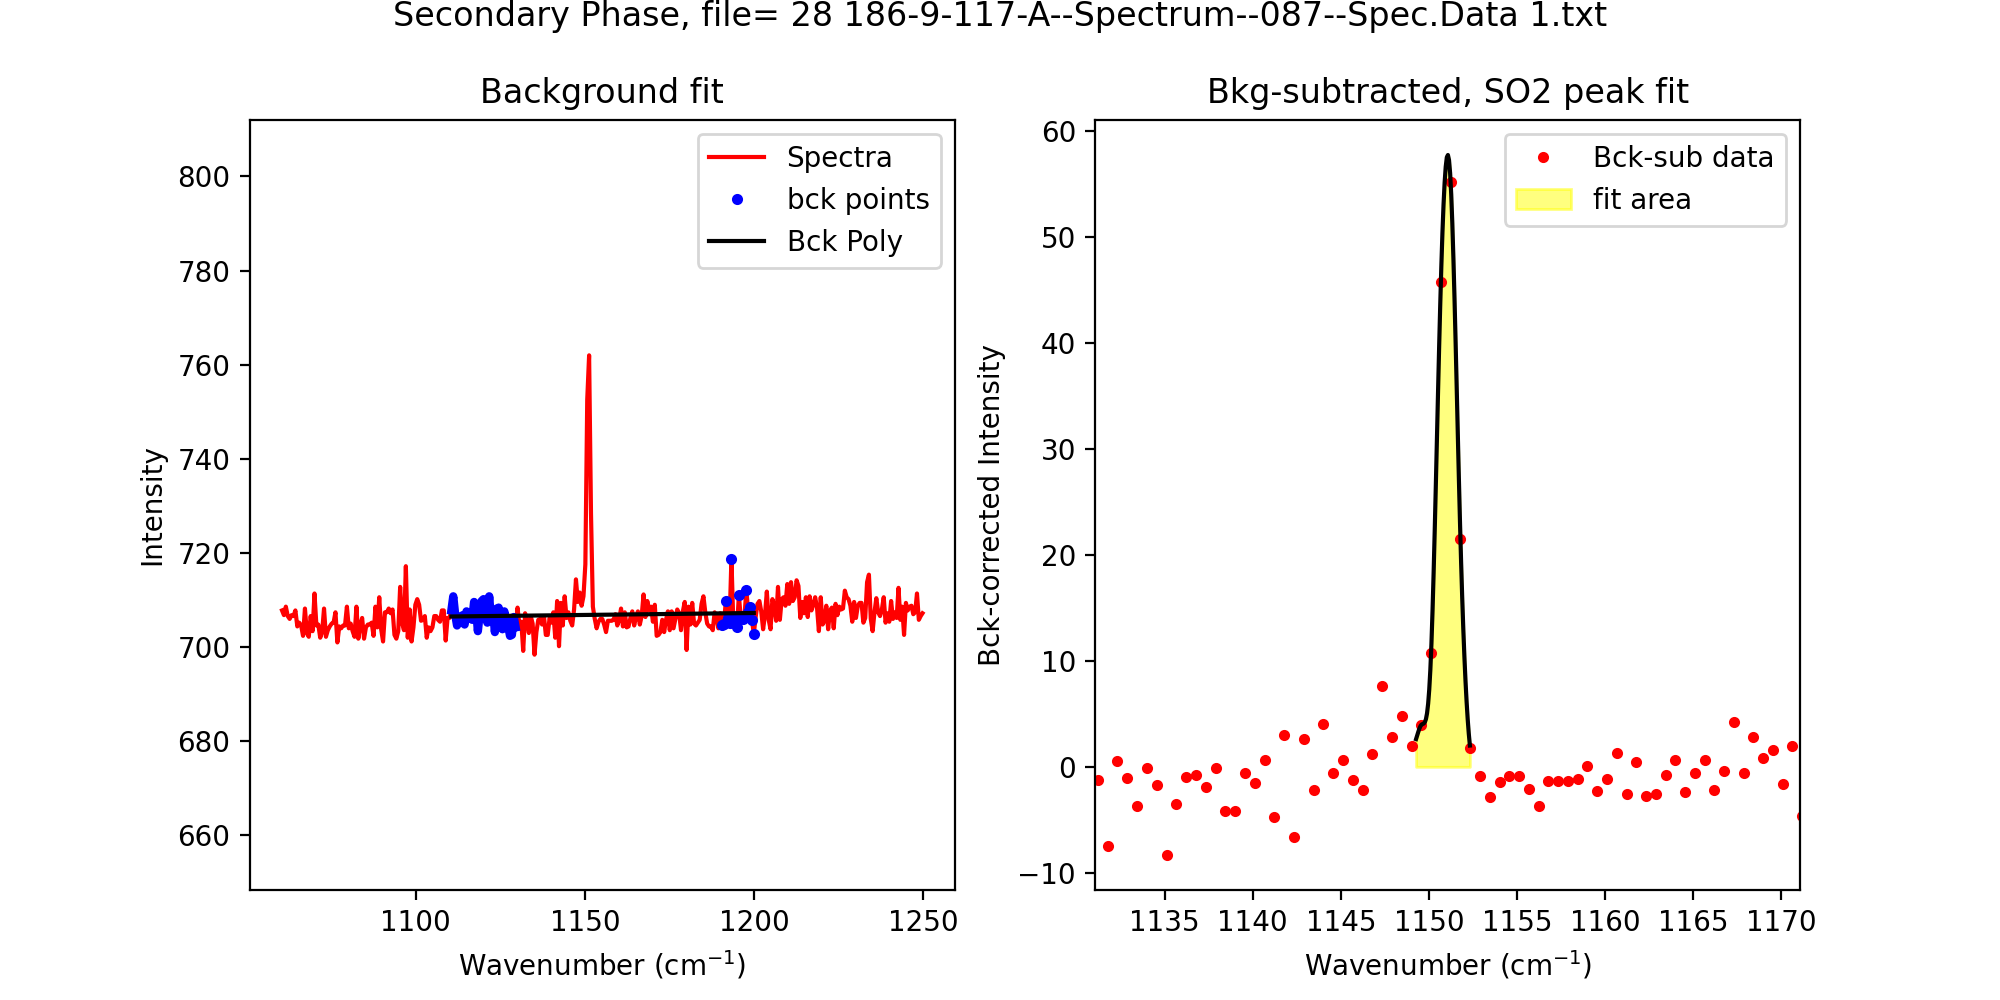 Secondary Phase, file= 28 186-9-117-A--Spectrum--087--Spec.Data 1.txt
Background fit
Spectra
bck points
Bck Poly
Intensity
800
780
760
740
720
700
680
660
1100 1150 1200 1250
Wavenumber (cm⁻¹)
Bkg-subtracted, SO2 peak fit
Bck-sub data
fit area
Bck-corrected Intensity
60
50
40
30
20
10
0
−10
1135 1140 1145 1150 1155 1160 1165 1170
Wavenumber (cm⁻¹)